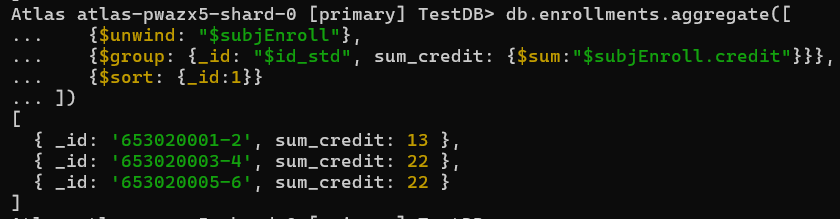 Atlas atlas-pwazx5-shard-0 [primary] TestDB> db.enrollments.aggregate([
...    {$unwind: "$subjEnroll"},
...    {$group: {_id: "$id_std", sum_credit: {$sum:"$subjEnroll.credit"}}},
...    {$sort: {_id:1}}
... ])
[
  { _id: '653020001-2', sum_credit: 13 },
  { _id: '653020003-4', sum_credit: 22 },
  { _id: '653020005-6', sum_credit: 22 }
]